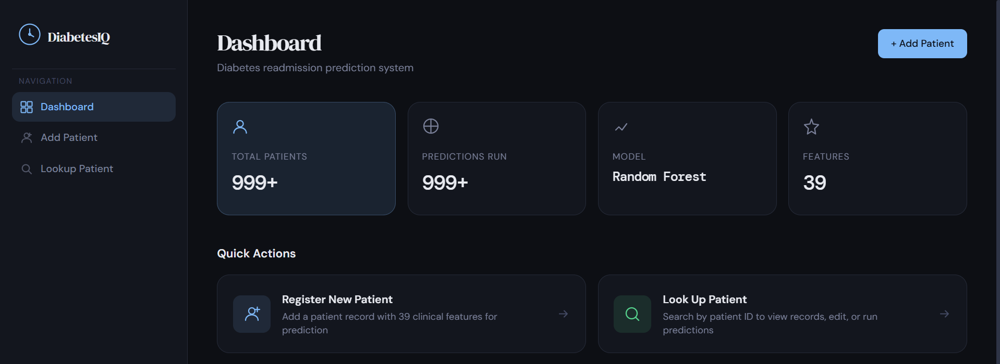 DiabetesIQ
NAVIGATION
Dashboard
Add Patient
Lookup Patient
Dashboard
Diabetes readmission prediction system
+ Add Patient
TOTAL PATIENTS
999+
PREDICTIONS RUN
999+
MODEL
Random Forest
FEATURES
39
Quick Actions
Register New Patient
Add a patient record with 39 clinical features for
prediction
Look Up Patient
Search by patient ID to view records, edit, or run
predictions